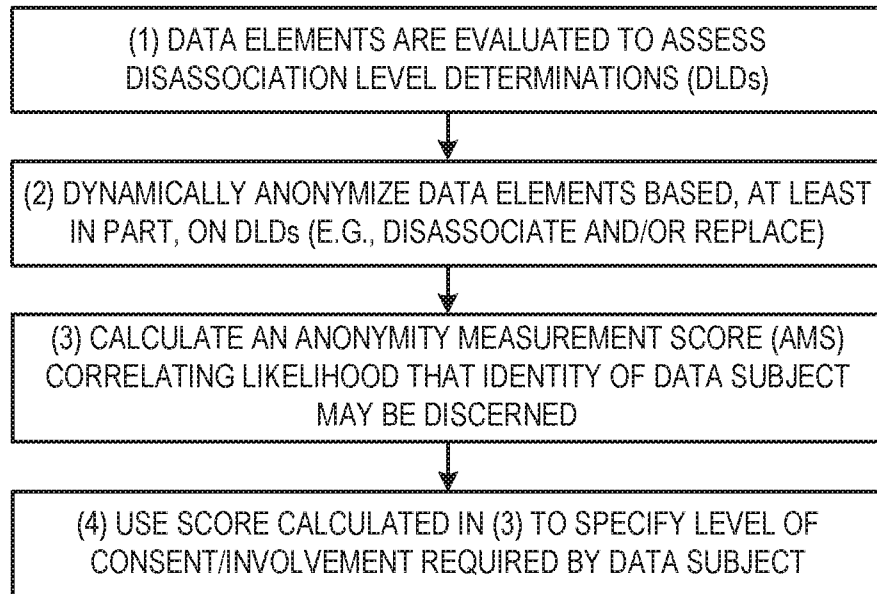 (1) DATA ELEMENTS ARE EVALUATED TO ASSESS
DISASSOCIATION LEVEL DETERMINATIONS (DLDs)
(2) DYNAMICALLY ANONYMIZE DATA ELEMENTS BASED, AT LEAST
IN PART, ON DLDs (E.G., DISASSOCIATE AND/OR REPLACE)
(3) CALCULATE AN ANONYMITY MEASUREMENT SCORE (AMS)
CORRELATING LIKELIHOOD THAT IDENTITY OF DATA SUBJECT
MAY BE DISCERNED
(4) USE SCORE CALCULATED IN (3) TO SPECIFY LEVEL OF
CONSENT/INVOLVEMENT REQUIRED BY DATA SUBJECT